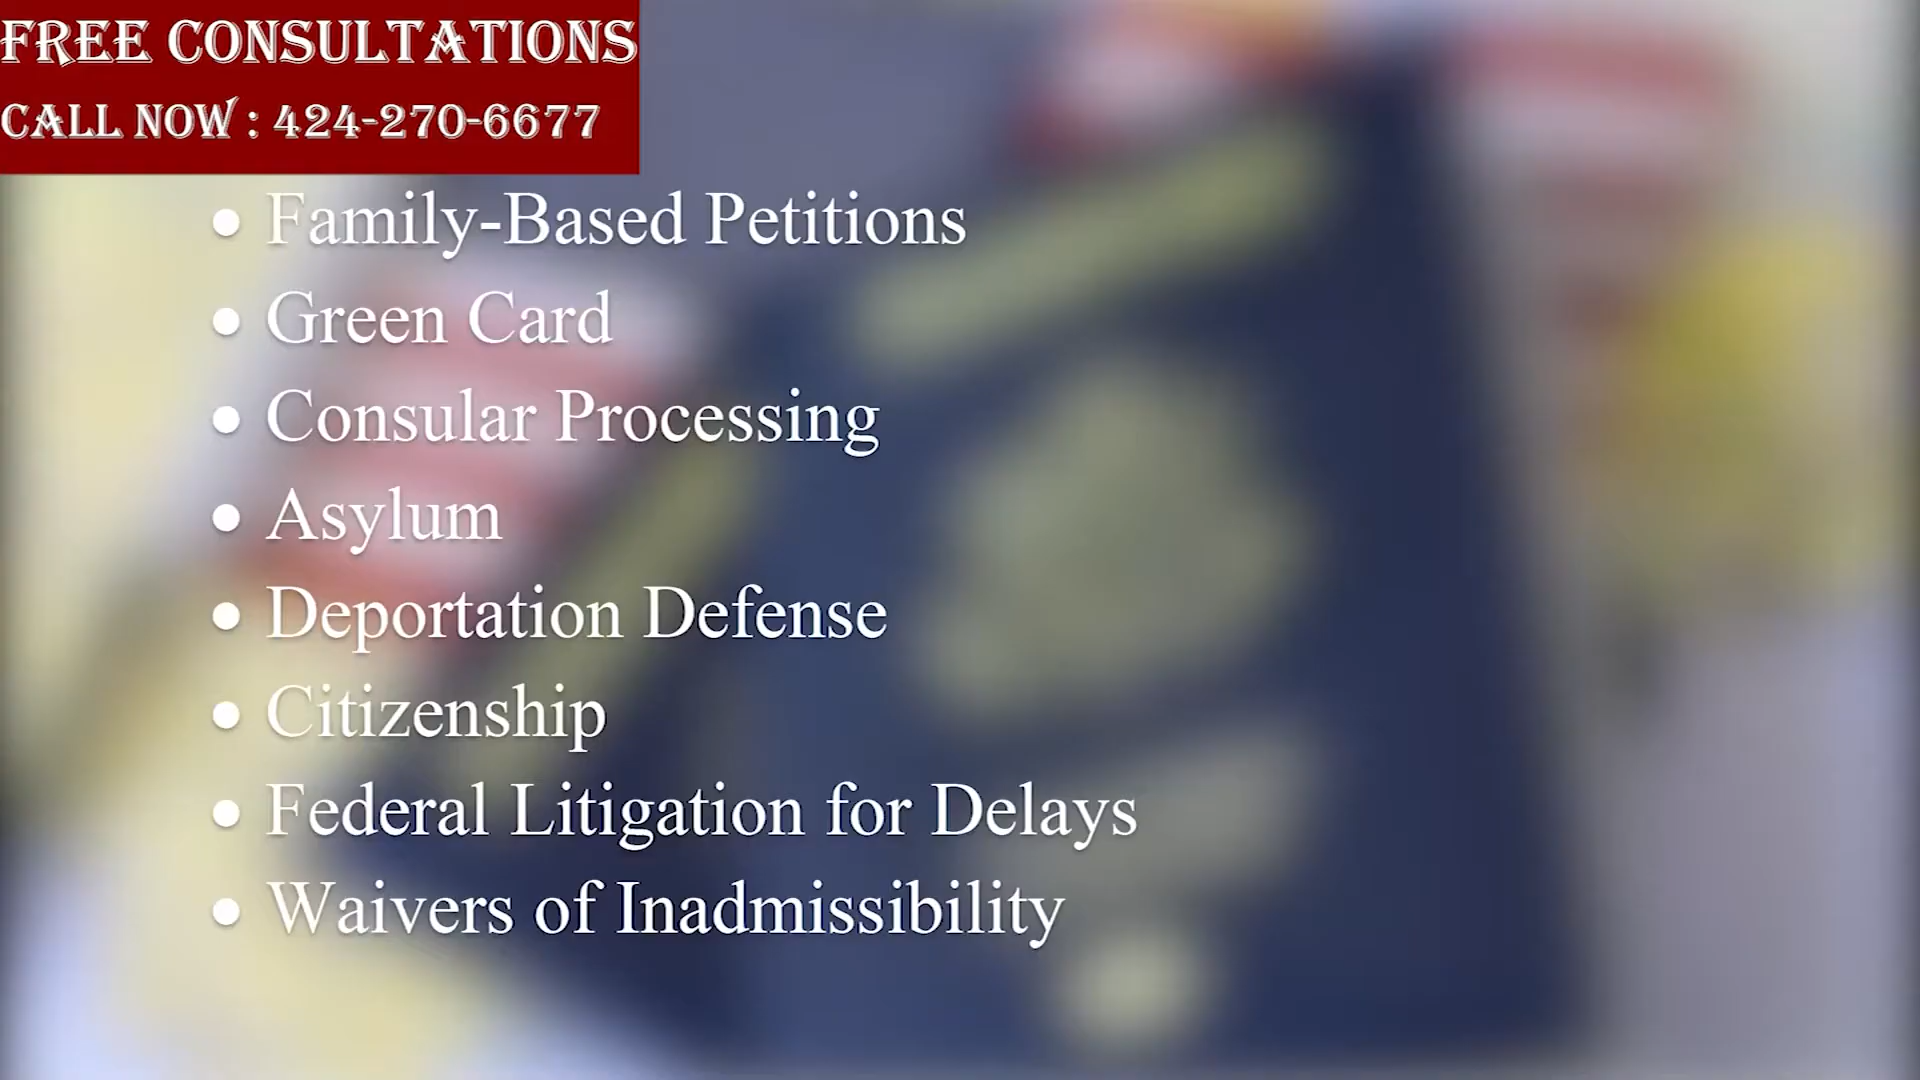 FREE CONSULTATIONS
CALL NOW : 424-270-6677
• Family-Based Petitions
• Green Card
• Consular Processing
• Asylum
• Deportation Defense
• Citizenship
• Federal Litigation for Delays
• Waivers of Inadmissibility